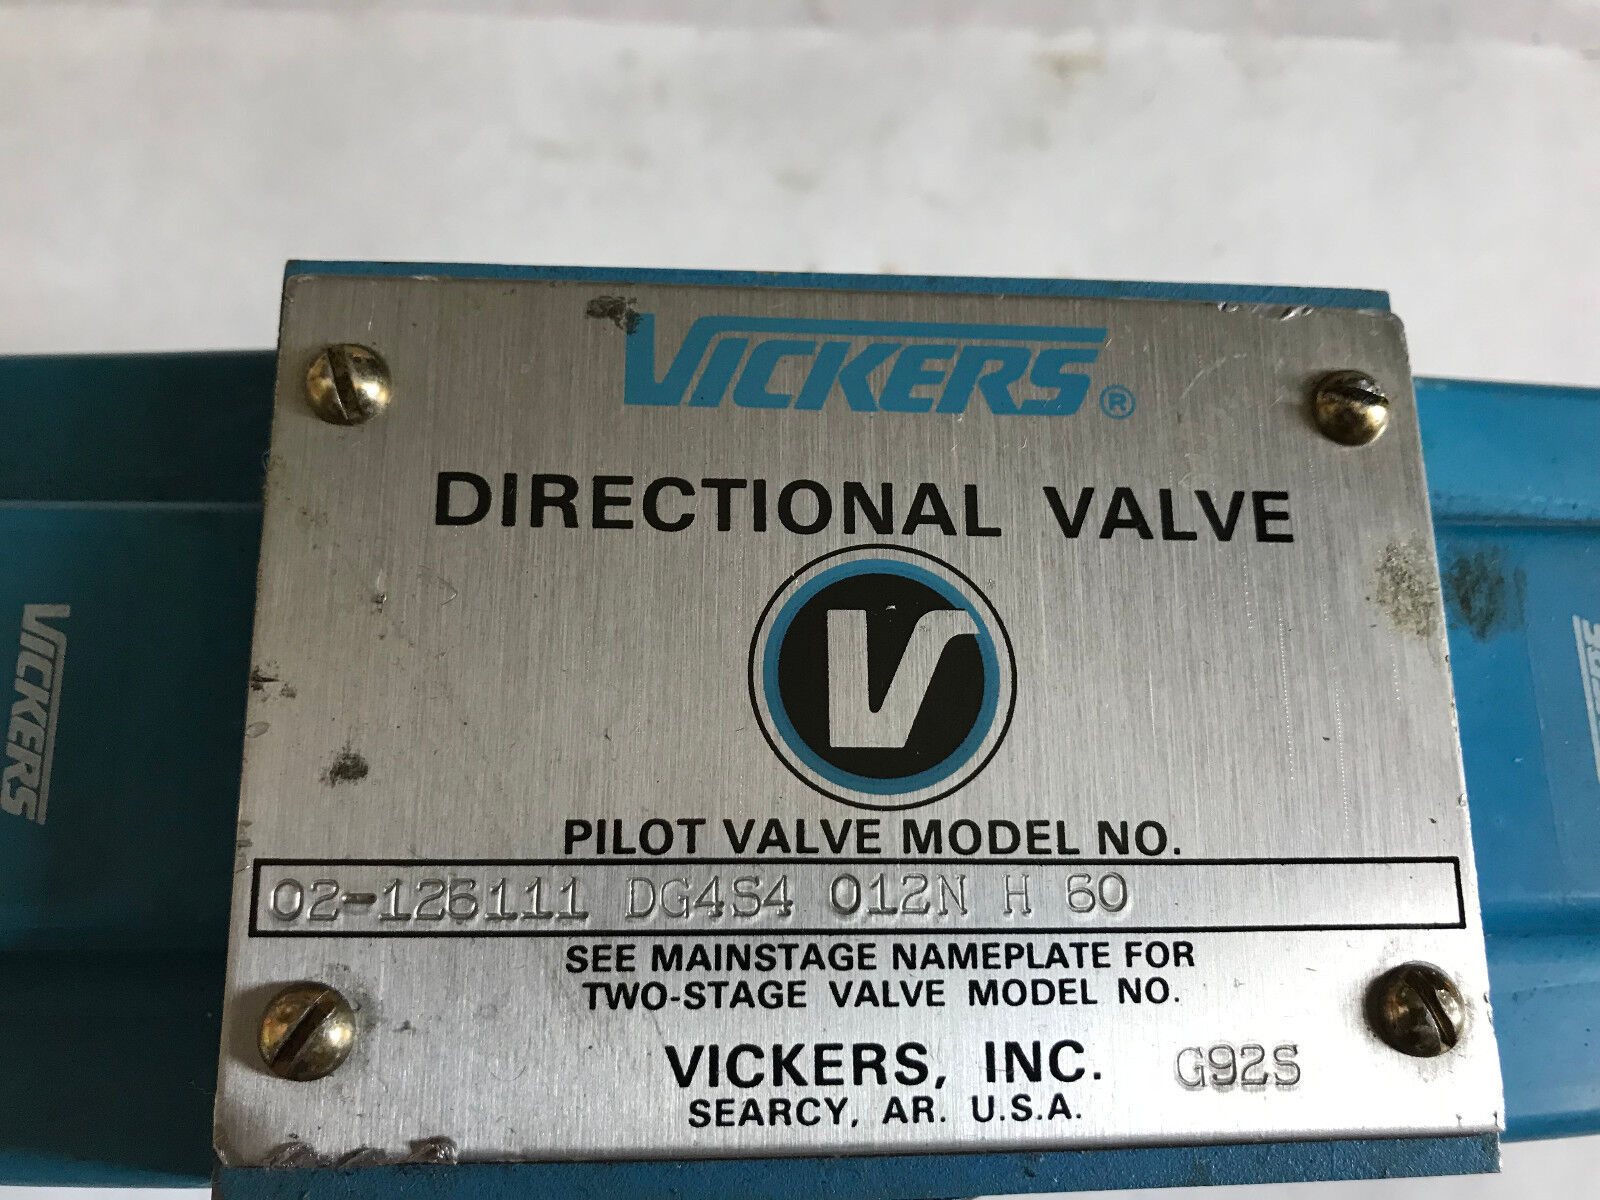 VICKERS®
DIRECTIONAL VALVE
V
PILOT VALVE MODEL NO.
02-126111 DG4S4 012N H 60
SEE MAINSTAGE NAMEPLATE FOR
TWO-STAGE VALVE MODEL NO.
VICKERS, INC. G92S
SEARCY, AR. U.S.A.
VICKERS